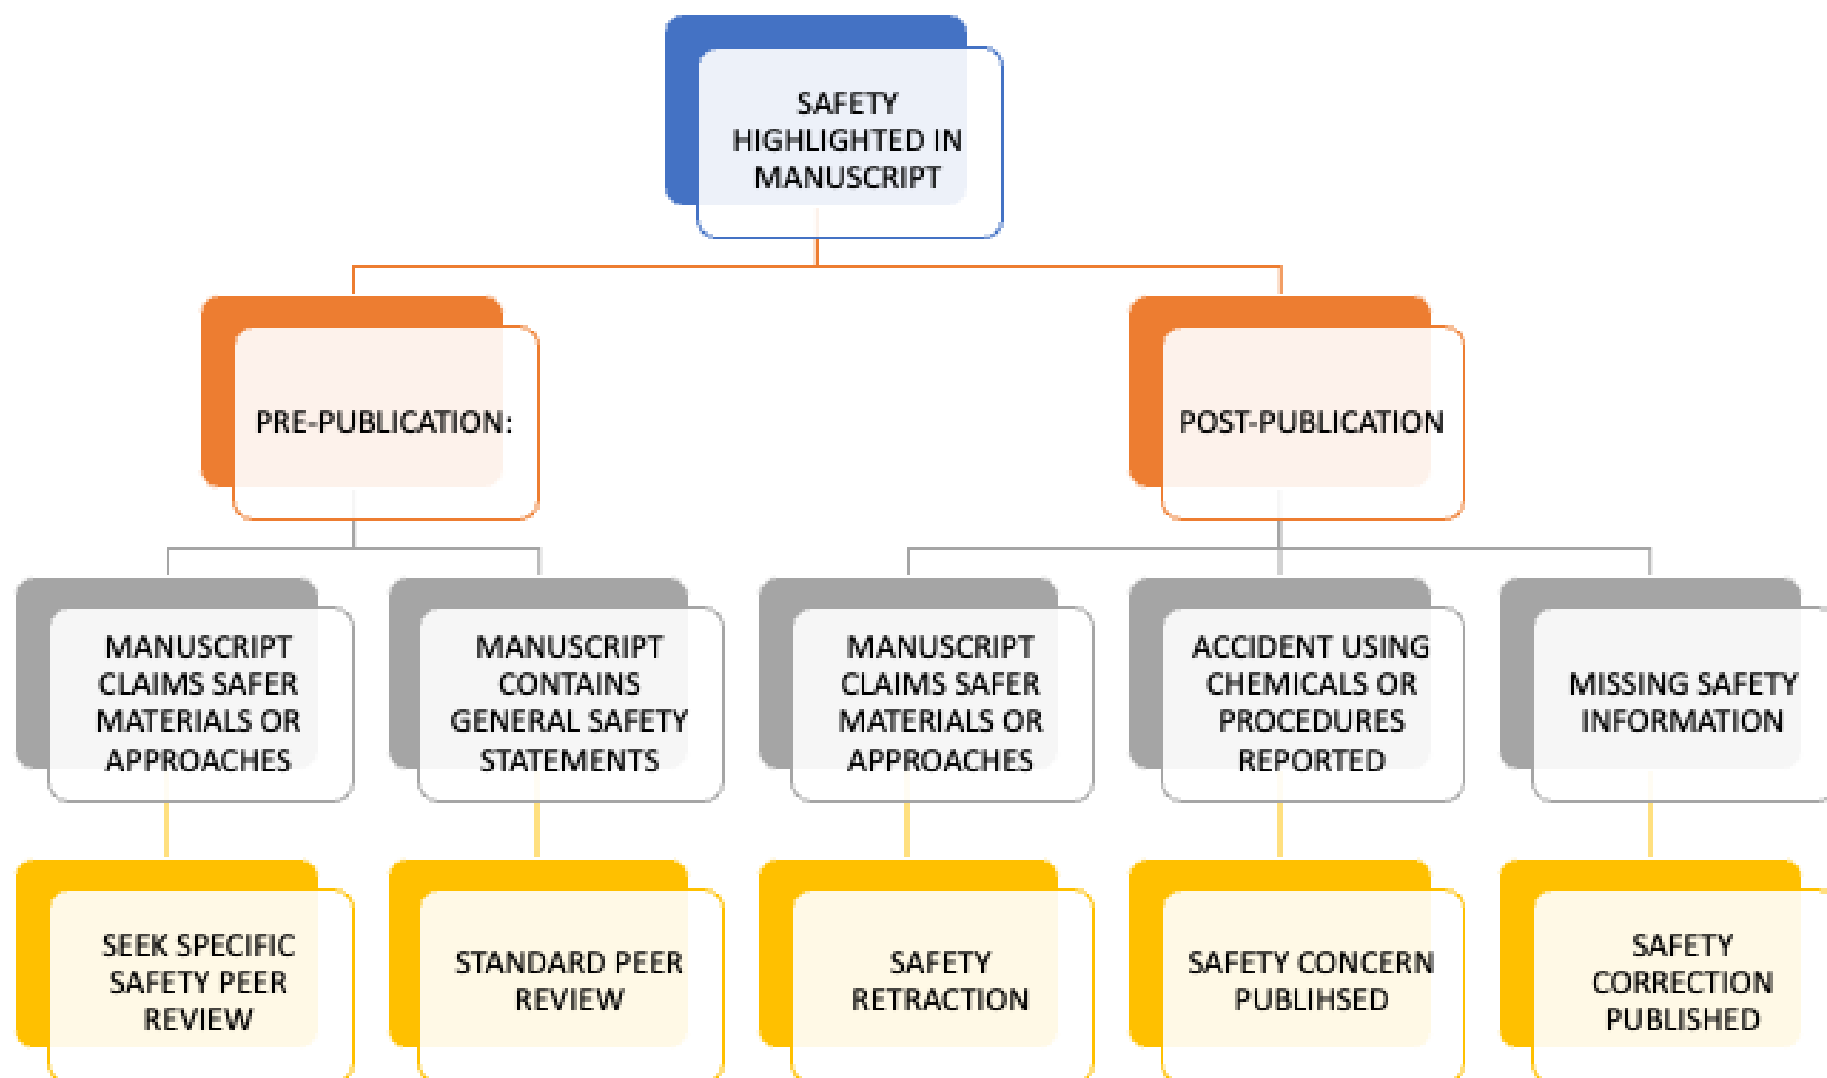 SAFETY
HIGHLIGHTED IN
MANUSCRIPT
PRE-PUBLICATION:
POST-PUBLICATION
MANUSCRIPT
CLAIMS SAFER
MATERIALS OR
APPROACHES
MANUSCRIPT
CONTAINS
GENERAL SAFETY
STATEMENTS
MANUSCRIPT
CLAIMS SAFER
MATERIALS OR
APPROACHES
ACCIDENT USING
CHEMICALS OR
PROCEDURES
REPORTED
MISSING SAFETY
INFORMATION
SEEK SPECIFIC
SAFETY PEER
REVIEW
STANDARD PEER
REVIEW
SAFETY
RETRACTION
SAFETY CONCERN
PUBLIHSED
SAFETY
CORRECTION
PUBLISHED